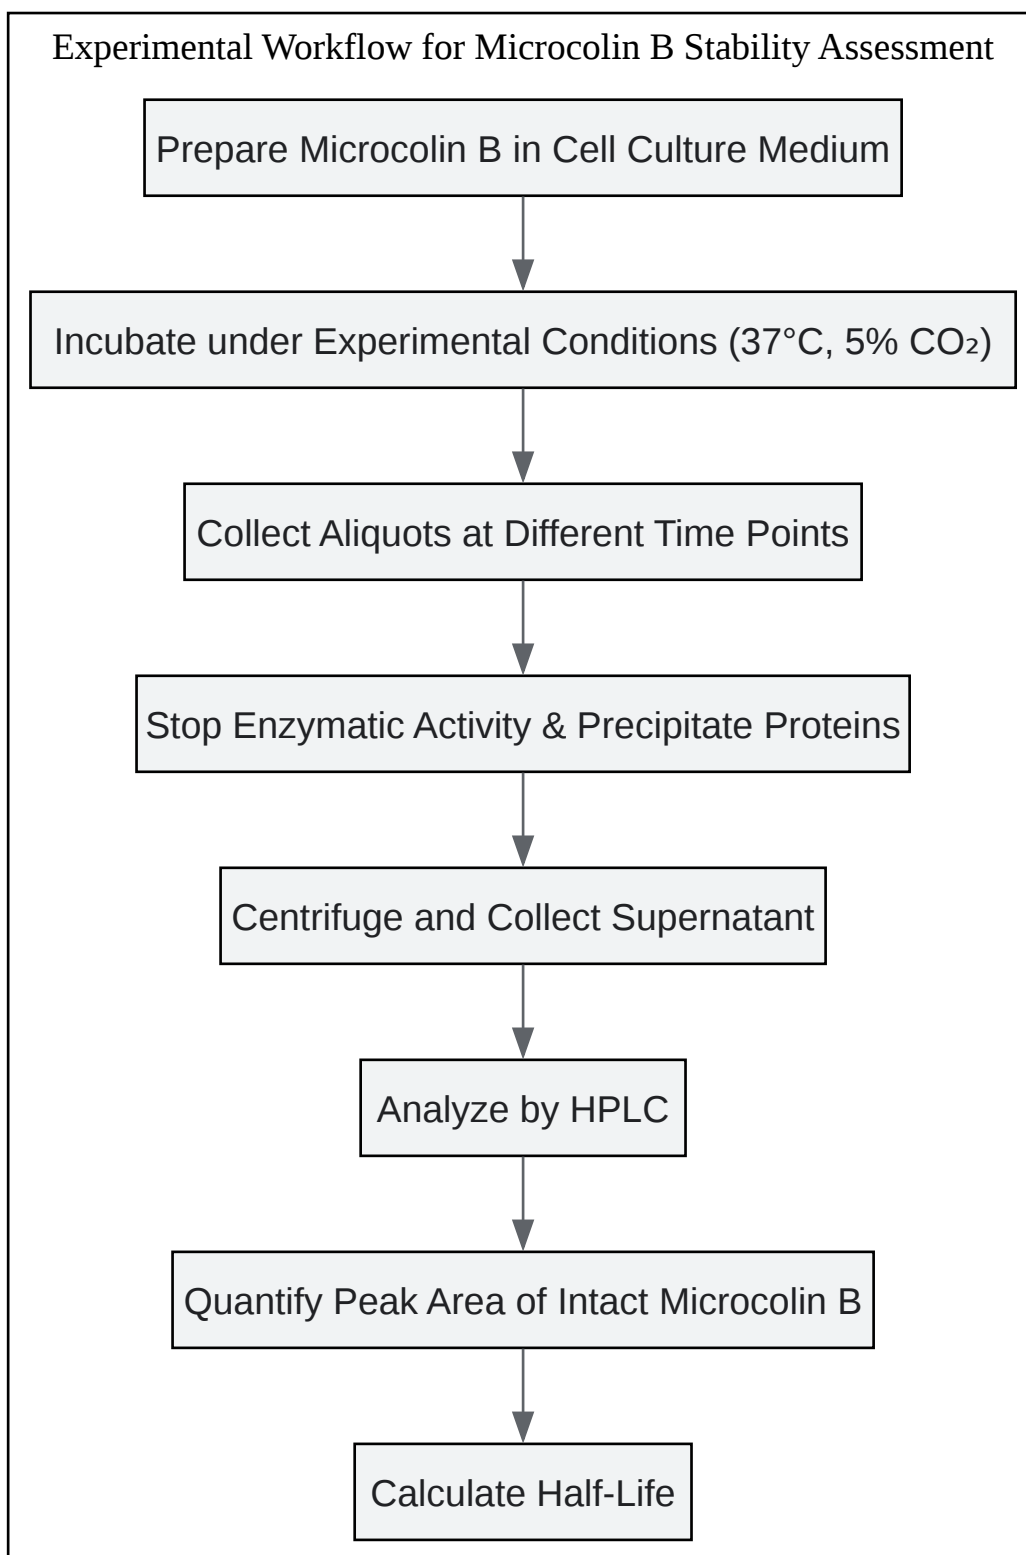 Experimental Workflow for Microcolin B Stability Assessment
Prepare Microcolin B in Cell Culture Medium
Incubate under Experimental Conditions (37°C, 5% CO₂)
Collect Aliquots at Different Time Points
Stop Enzymatic Activity & Precipitate Proteins
Centrifuge and Collect Supernatant
Analyze by HPLC
Quantify Peak Area of Intact Microcolin B
Calculate Half-Life